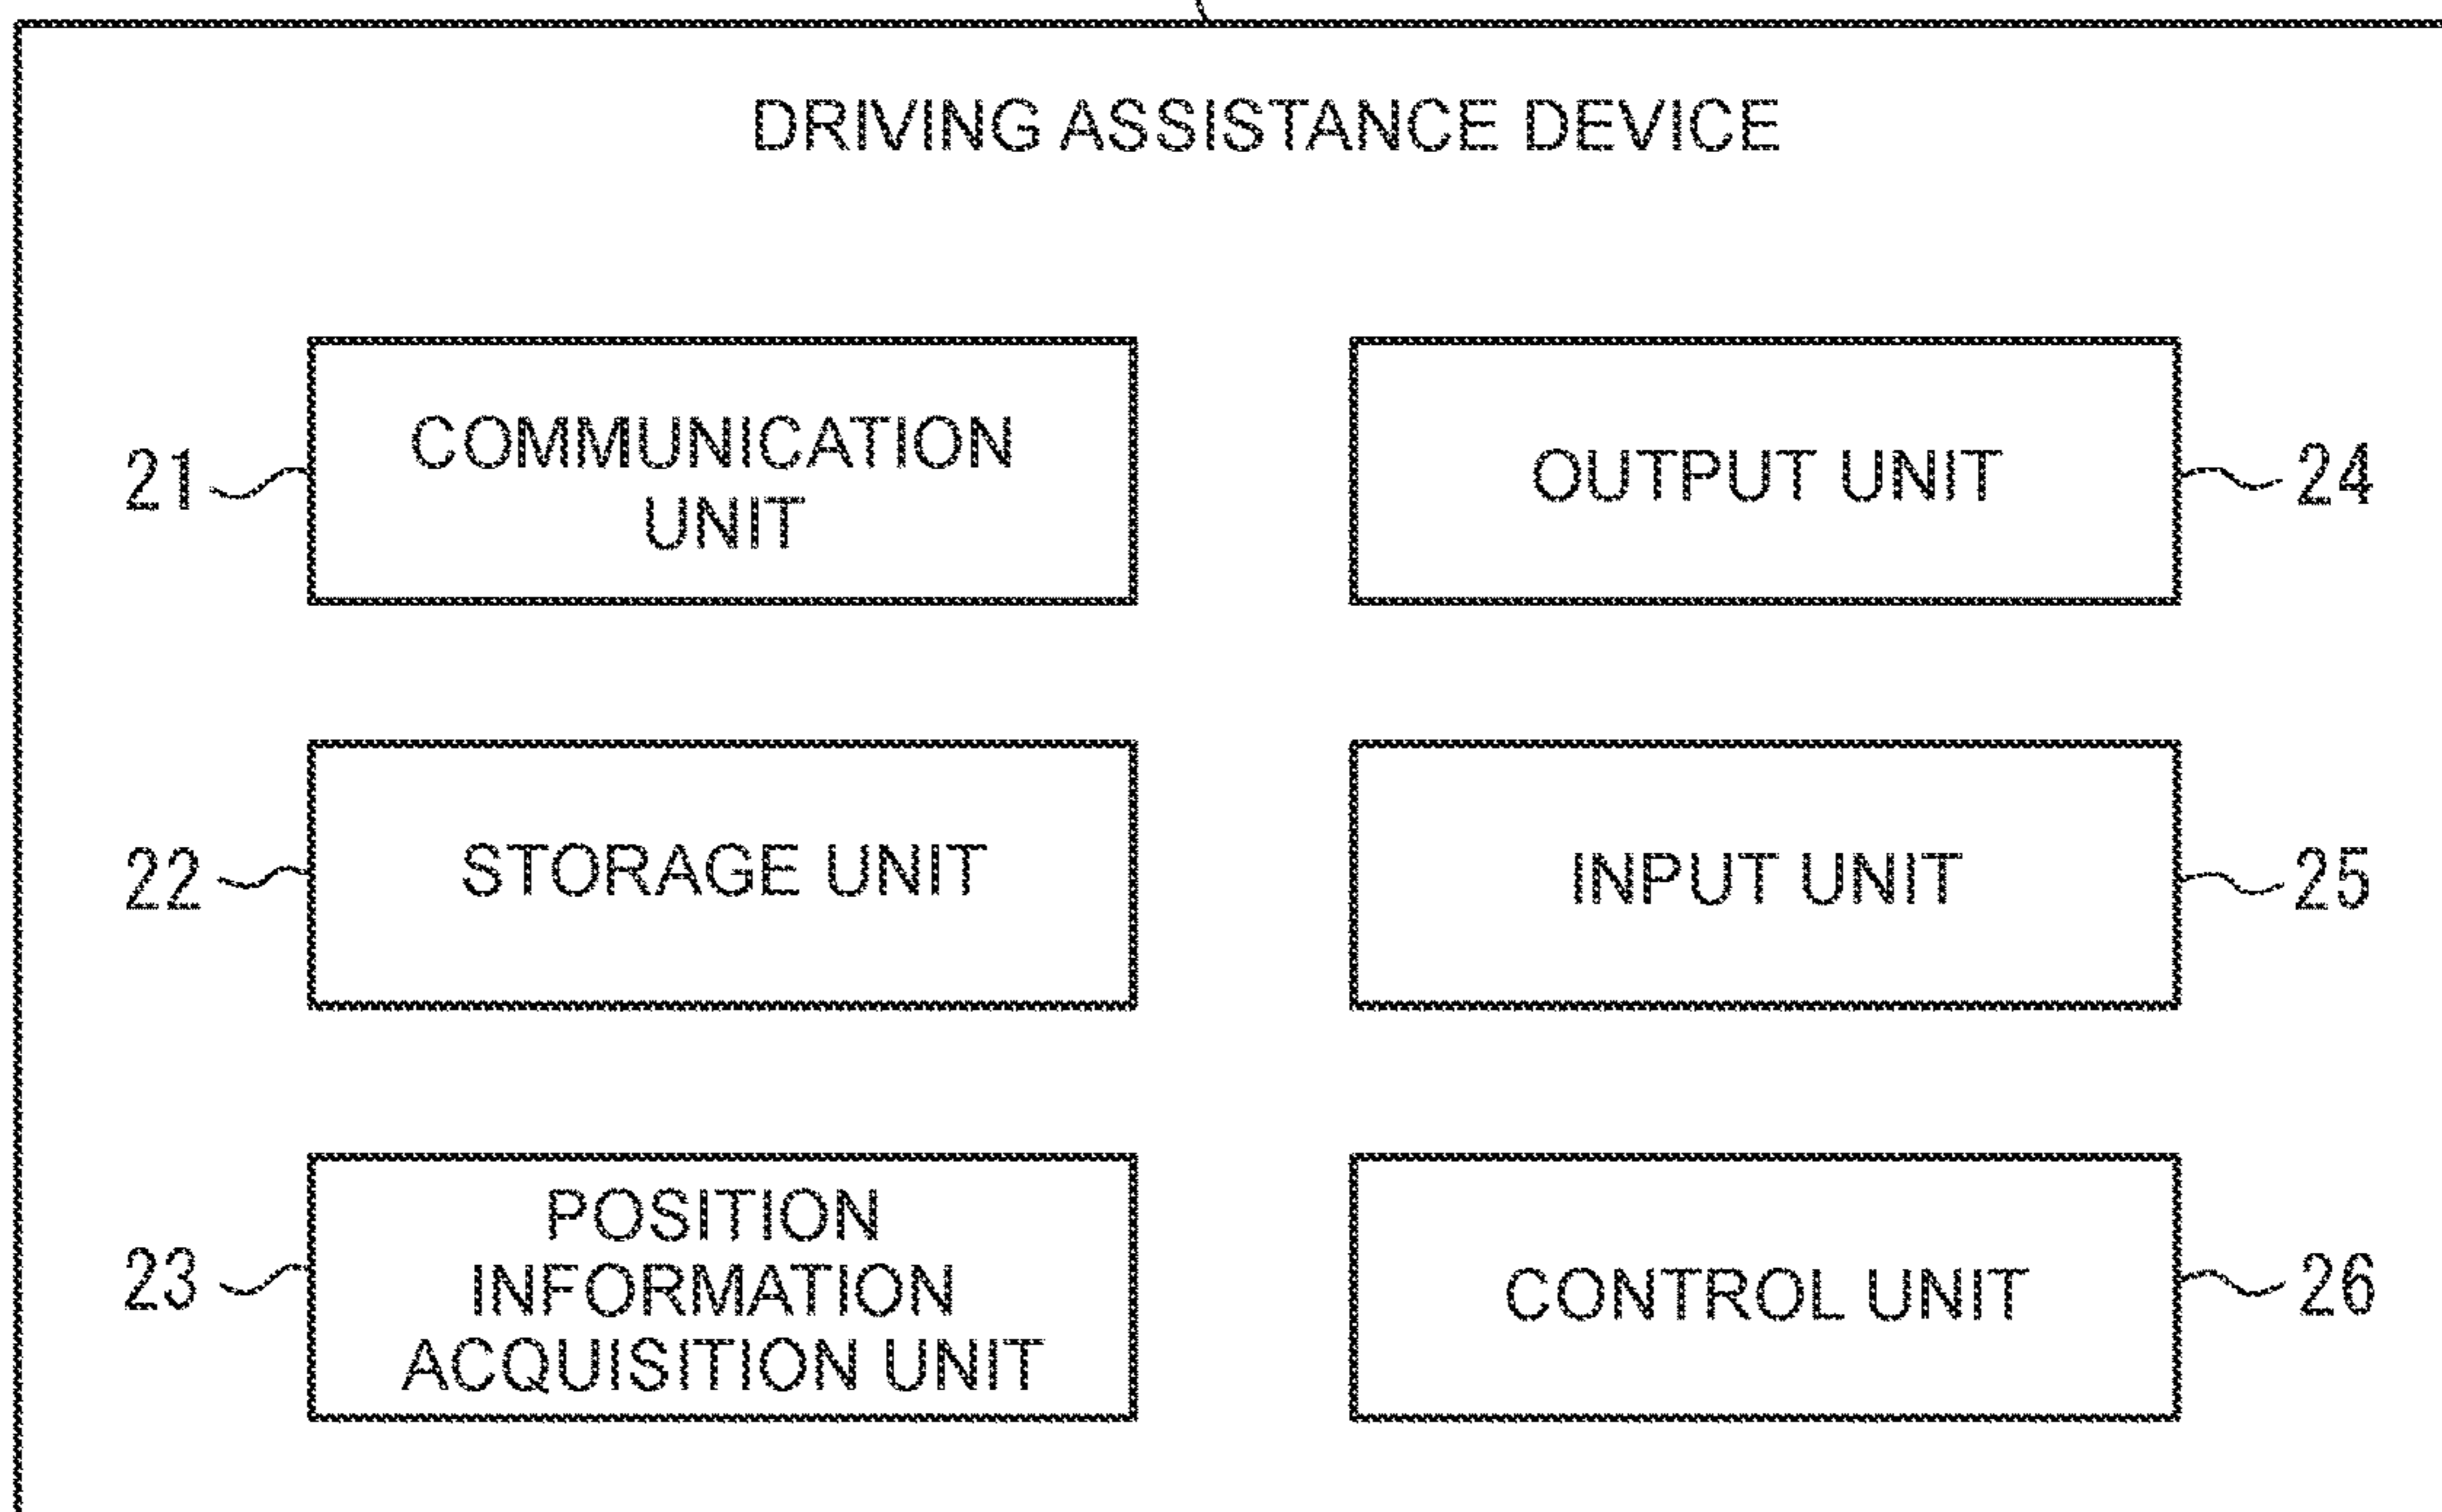 DRIVING ASSISTANCE DEVICE
21
COMMUNICATION
UNIT
OUTPUT UNIT
24
22
STORAGE UNIT
INPUT UNIT
25
23
POSITION
INFORMATION
ACQUISITION UNIT
CONTROL UNIT
26